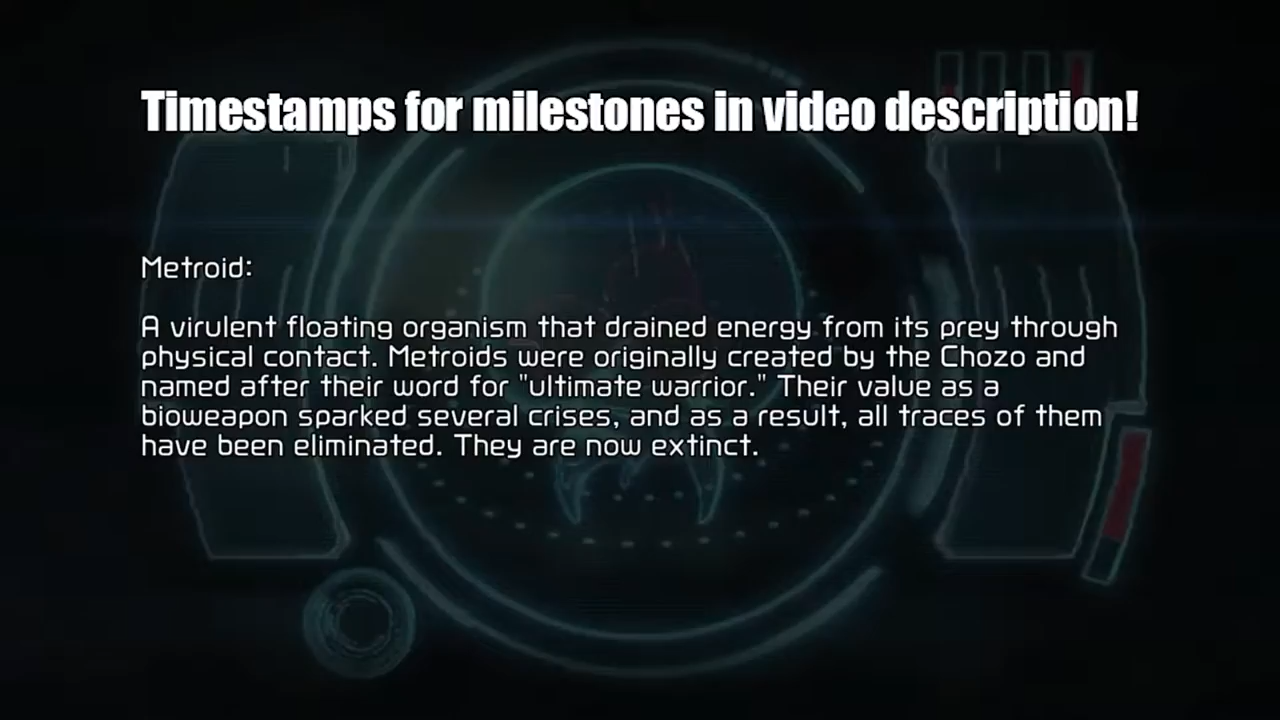 Timestamps for milestones in video description!
Metroid:
A virulent floating organism that drained energy from its prey through
physical contact. Metroids were originally created by the Chozo and
named after their word for "ultimate warrior." Their value as a
bioweapon sparked several crises, and as a result, all traces of them
have been eliminated. They are now extinct.